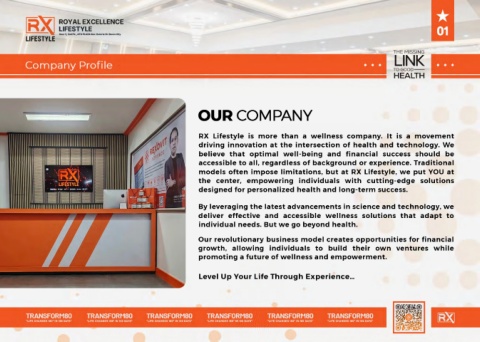 RX
LIFESTYLE
ROYAL EXCELLENCE
LIFESTYLE
★
01
THE MISSING
LINK
TO GOOD
HEALTH
Company Profile
OUR COMPANY
RX Lifestyle is more than a wellness company. It is a movement
driving innovation at the intersection of health and technology. We
believe that optimal well-being and financial success should be
accessible to all, regardless of background or experience. Traditional
models often impose limitations, but at RX Lifestyle, we put YOU at
the center, empowering individuals with cutting-edge solutions
designed for personalized health and long-term success.
By leveraging the latest advancements in science and technology, we
deliver effective and accessible wellness solutions that adapt to
individual needs. But we go beyond health.
Our revolutionary business model creates opportunities for financial
growth, allowing individuals to build their own ventures while
promoting a future of wellness and empowerment.
Level Up Your Life Through Experience...
RX
LIFESTYLE
TRANSFORM80
TRANSFORM80
TRANSFORM80
TRANSFORM80
TRANSFORM80
TRANSFORM80
RX